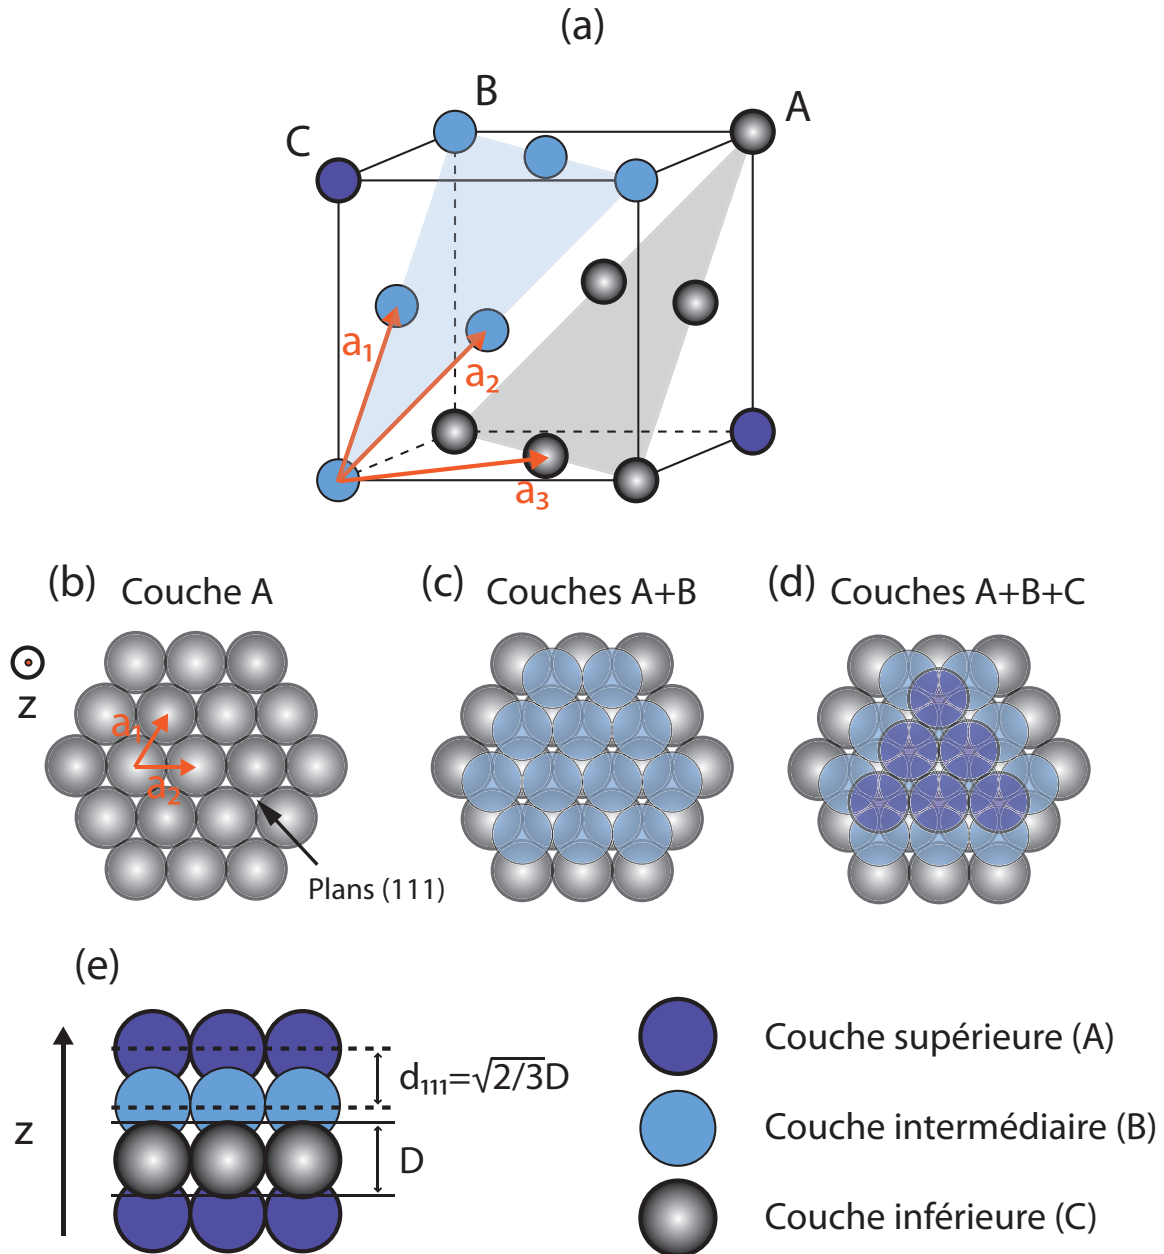 (a)
B
A
C
a₁
a₂
a₃
(b) Couche A
(c) Couches A+B
(d) Couches A+B+C
z
a₁
a₂
Plans (111)
(e)
z
d₁₁₁=√2/3D
D
Couche supérieure (A)
Couche intermédiaire (B)
Couche inférieure (C)